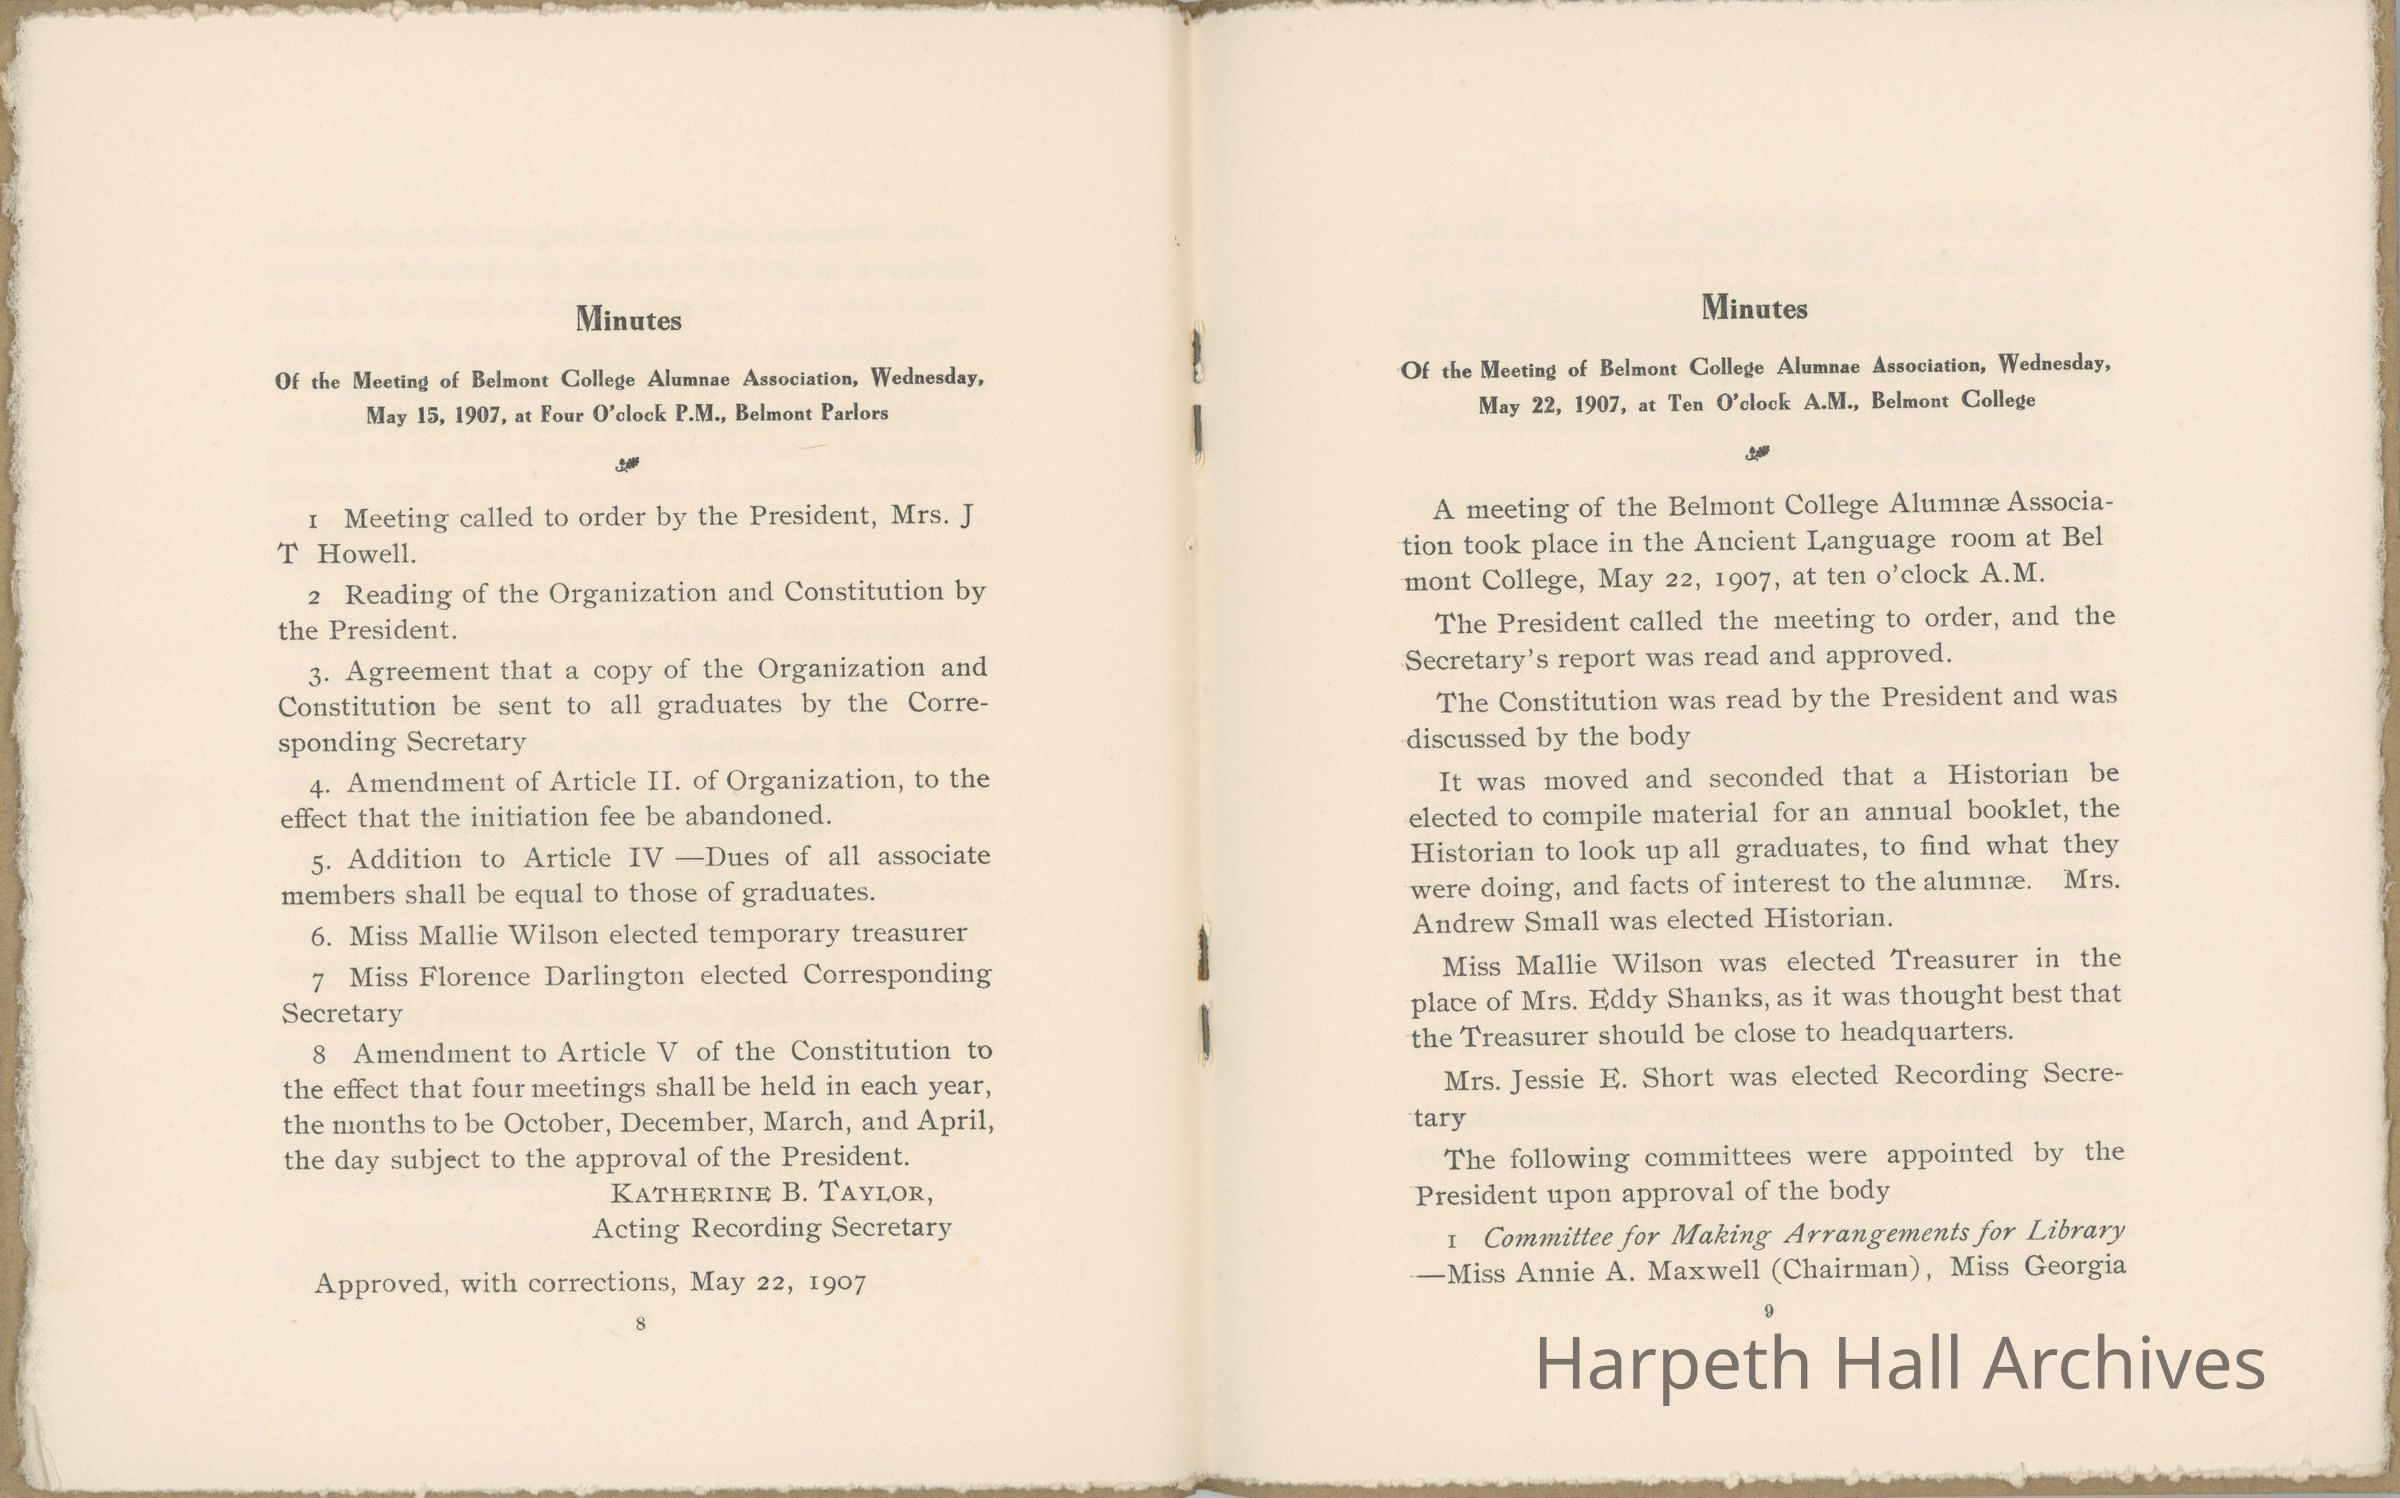 Minutes
Of the Meeting of Belmont College Alumnae Association, Wednesday,
May 15, 1907, at Four O'clock P.M., Belmont Parlors
1 Meeting called to order by the President, Mrs. J
T Howell.
2 Reading of the Organization and Constitution by
the President.
3. Agreement that a copy of the Organization and
Constitution be sent to all graduates by the Corre-
sponding Secretary
4. Amendment of Article II. of Organization, to the
effect that the initiation fee be abandoned.
5. Addition to Article IV —Dues of all associate
members shall be equal to those of graduates.
6. Miss Mallie Wilson elected temporary treasurer
7 Miss Florence Darlington elected Corresponding
Secretary
8 Amendment to Article V of the Constitution to
the effect that four meetings shall be held in each year,
the months to be October, December, March, and April,
the day subject to the approval of the President.
KATHERINE B. TAYLOR,
Acting Recording Secretary
Approved, with corrections, May 22, 1907
8
Minutes
Of the Meeting of Belmont College Alumnae Association, Wednesday,
May 22, 1907, at Ten O'clock A.M., Belmont College
A meeting of the Belmont College Alumnæ Associa-
tion took place in the Ancient Language room at Bel
mont College, May 22, 1907, at ten o'clock A.M.
The President called the meeting to order, and the
Secretary's report was read and approved.
The Constitution was read by the President and was
discussed by the body
It was moved and seconded that a Historian be
elected to compile material for an annual booklet, the
Historian to look up all graduates, to find what they
were doing, and facts of interest to the alumnæ. Mrs.
Andrew Small was elected Historian.
Miss Mallie Wilson was elected Treasurer in the
place of Mrs. Eddy Shanks, as it was thought best that
the Treasurer should be close to headquarters.
Mrs. Jessie E. Short was elected Recording Secre-
tary
The following committees were appointed by the
President upon approval of the body
1 Committee for Making Arrangements for Library
—Miss Annie A. Maxwell (Chairman), Miss Georgia
9
Harpeth Hall Archives